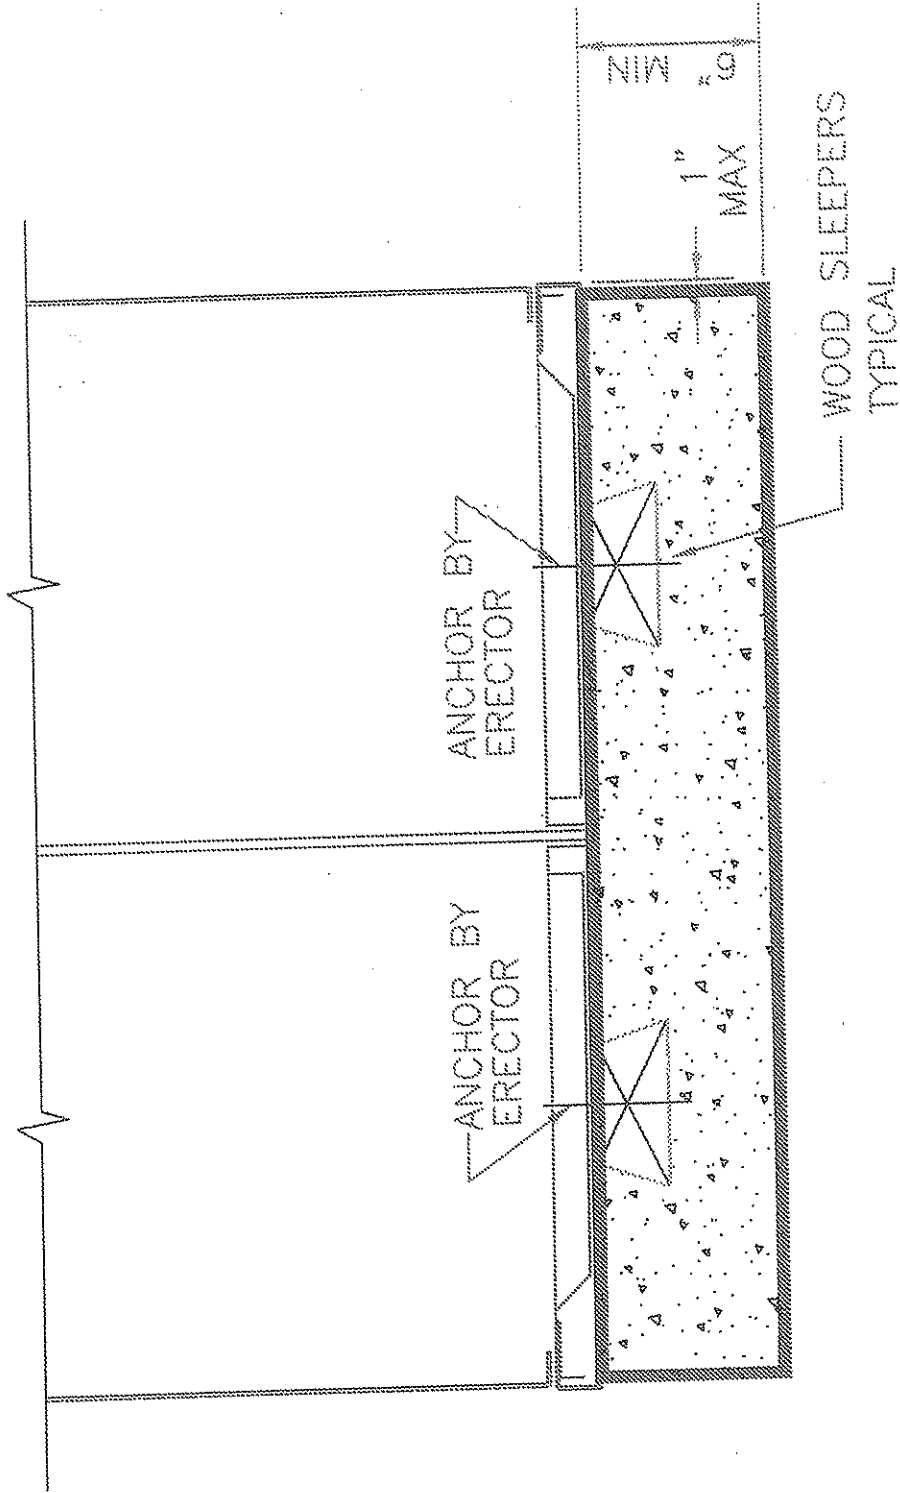 ANCHOR BY
ERECTOR
ANCHOR BY
ERECTOR
6" MIN
1"
MAX
WOOD SLEEPERS
TYPICAL